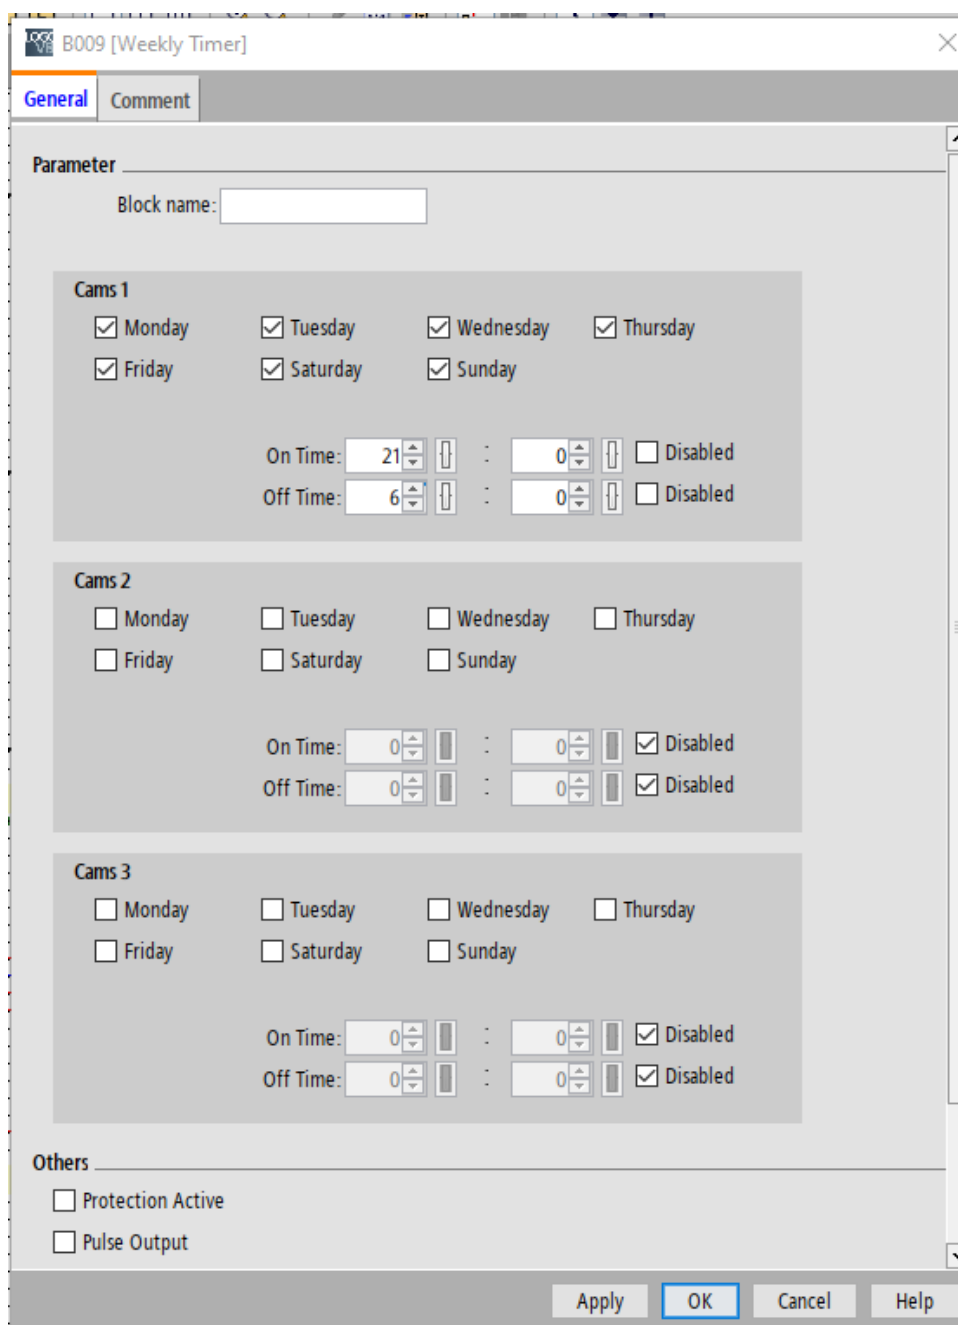 B009 [Weekly Timer]
General Comment
Parameter
Block name:
Cams 1
Monday Tuesday Wednesday Thursday
Friday Saturday Sunday
On Time: 21 : 0 Disabled
Off Time: 6 : 0 Disabled
Cams 2
Monday Tuesday Wednesday Thursday
Friday Saturday Sunday
On Time: 0 : 0 Disabled
Off Time: 0 : 0 Disabled
Cams 3
Monday Tuesday Wednesday Thursday
Friday Saturday Sunday
On Time: 0 : 0 Disabled
Off Time: 0 : 0 Disabled
Others
Protection Active
Pulse Output
Apply OK Cancel Help